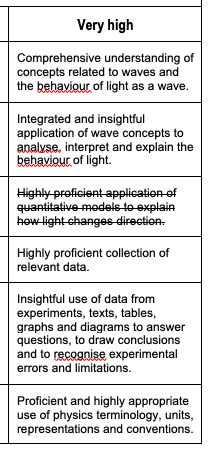 Very high
Comprehensive understanding of
concepts related to waves and
the behaviour of light as a wave.
Integrated and insightful
application of wave concepts to
analyse, interpret and explain the
behaviour of light.
Highly proficient application of
quantitative models to explain
how light changes direction.
Highly proficient collection of
relevant data.
Insightful use of data from
experiments, texts, tables,
graphs and diagrams to answer
questions, to draw conclusions
and to recognise experimental
errors and limitations.
Proficient and highly appropriate
use of physics terminology, units,
representations and conventions.